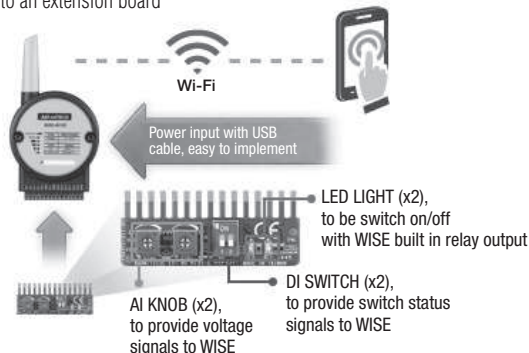 to an extension board
Wi-Fi
Power input with USB
cable, easy to implement
LED LIGHT (x2),
to be switch on/off
with WISE built in relay output
DI SWITCH (x2),
to provide switch status
signals to WISE
AI KNOB (x2),
to provide voltage
signals to WISE
ON
CE